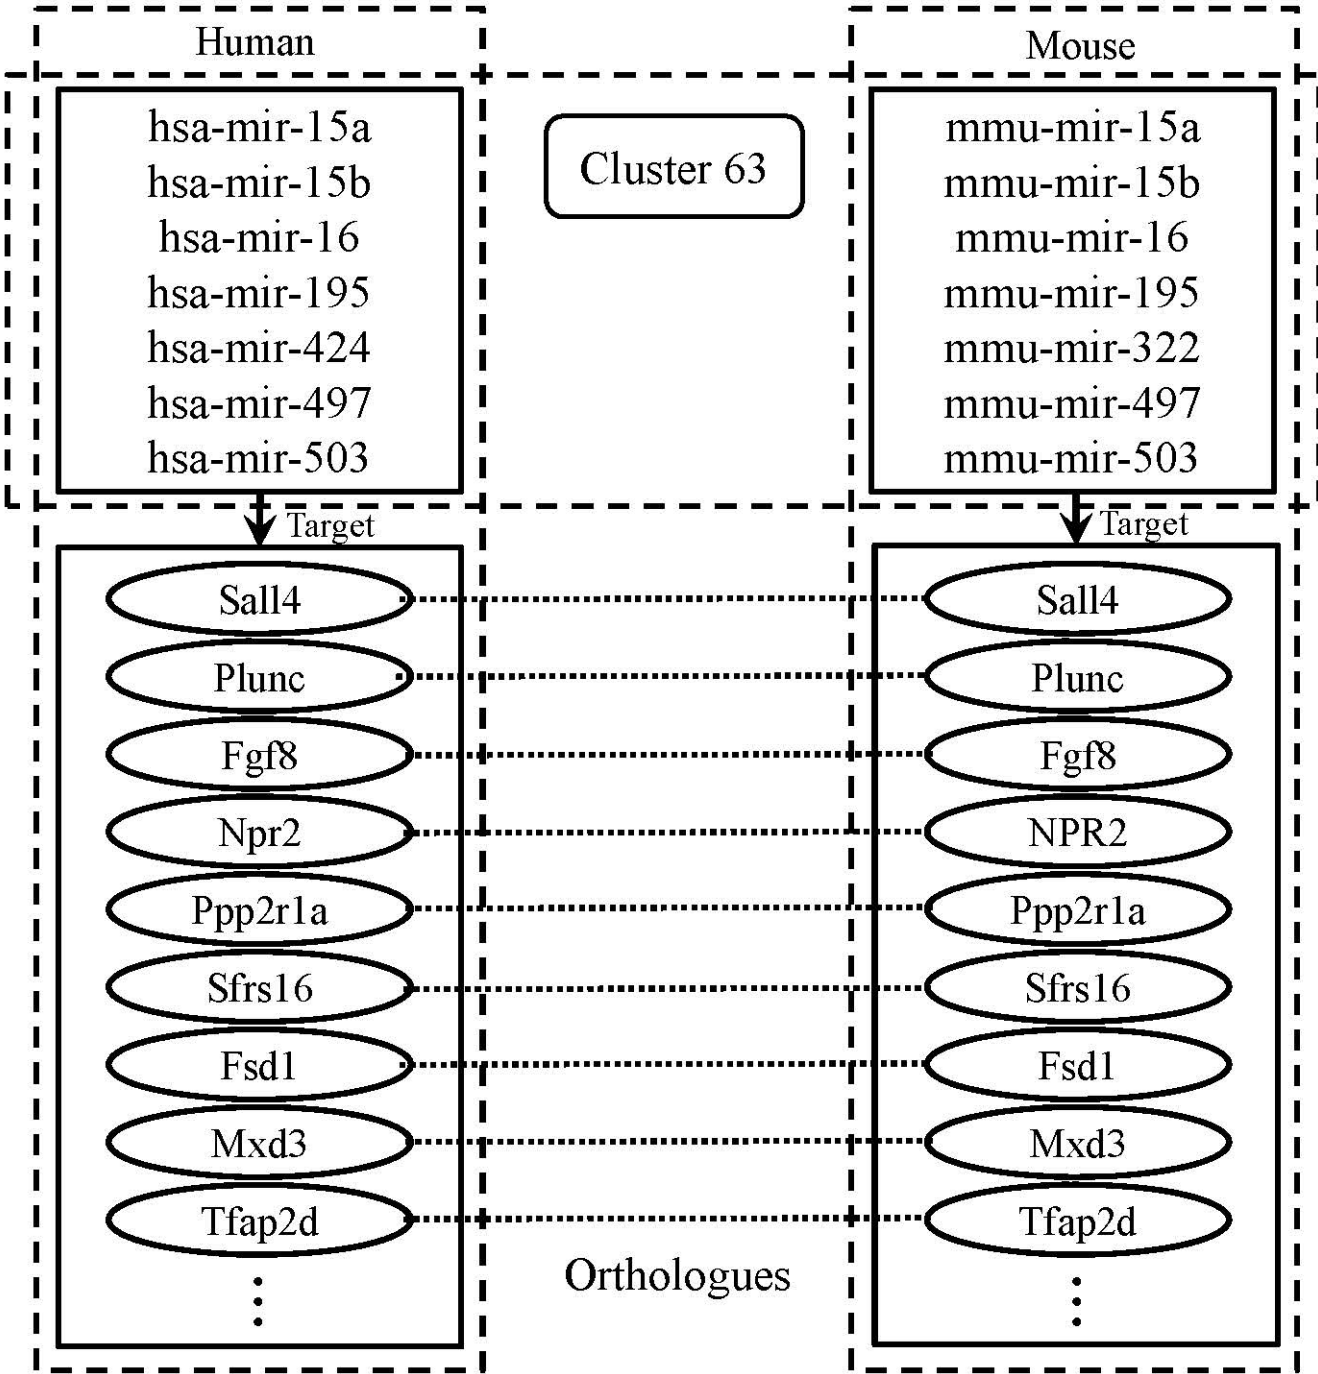 Human
Mouse
hsa-mir-15a
hsa-mir-15b
hsa-mir-16
hsa-mir-195
hsa-mir-424
hsa-mir-497
hsa-mir-503
Cluster 63
mmu-mir-15a
mmu-mir-15b
mmu-mir-16
mmu-mir-195
mmu-mir-322
mmu-mir-497
mmu-mir-503
Target
Target
Sall4
Plunc
Fgf8
Npr2
Ppp2r1a
Sfrs16
Fsd1
Mxd3
Tfap2d
Sall4
Plunc
Fgf8
NPR2
Ppp2r1a
Sfrs16
Fsd1
Mxd3
Tfap2d
Orthologues